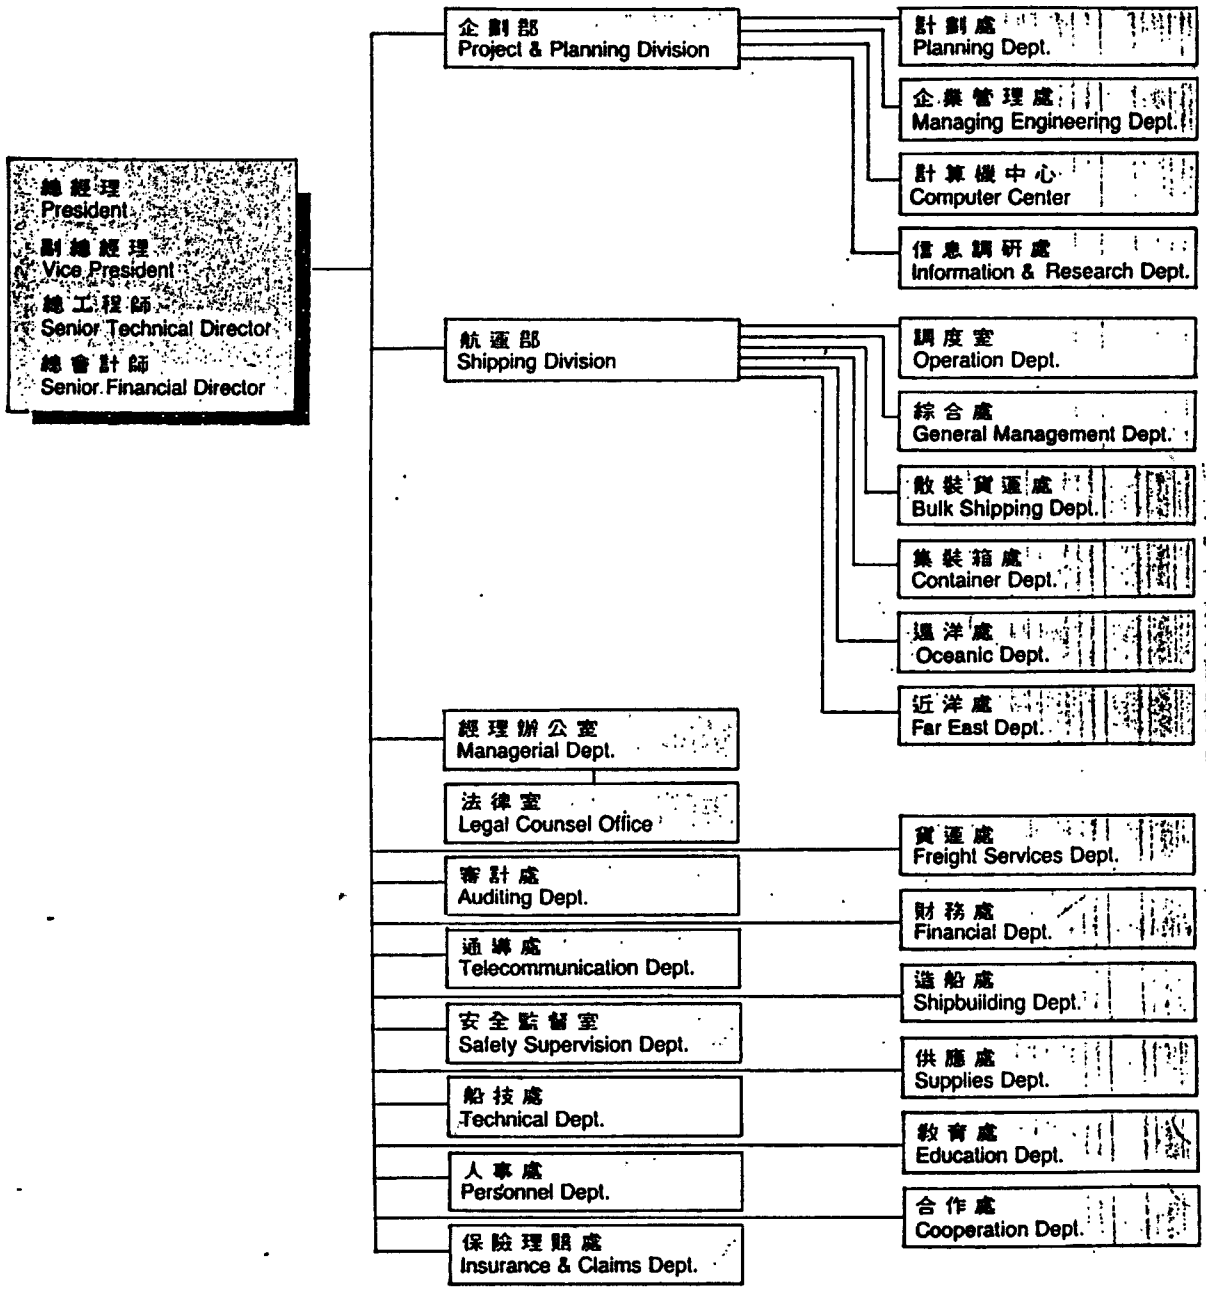 總經理
President
副總經理
Vice President
總工程師
Senior Technical Director
總會計師
Senior Financial Director
企劃部
Project & Planning Division
計劃處
Planning Dept.
企業管理處
Managing Engineering Dept.
計算機中心
Computer Center
信息調研處
Information & Research Dept.
航運部
Shipping Division
調度室
Operation Dept.
綜合處
General Management Dept.
散裝貨運處
Bulk Shipping Dept.
集裝箱處
Container Dept.
遠洋處
Oceanic Dept.
近洋處
Far East Dept.
經理辦公室
Managerial Dept.
法律室
Legal Counsel Office
貨運處
Freight Services Dept.
審計處
Auditing Dept.
財務處
Financial Dept.
通導處
Telecommunication Dept.
造船處
Shipbuilding Dept.
安全監督室
Safety Supervision Dept.
供應處
Supplies Dept.
船技處
Technical Dept.
教育處
Education Dept.
人事處
Personnel Dept.
合作處
Cooperation Dept.
保險理賠處
Insurance & Claims Dept.